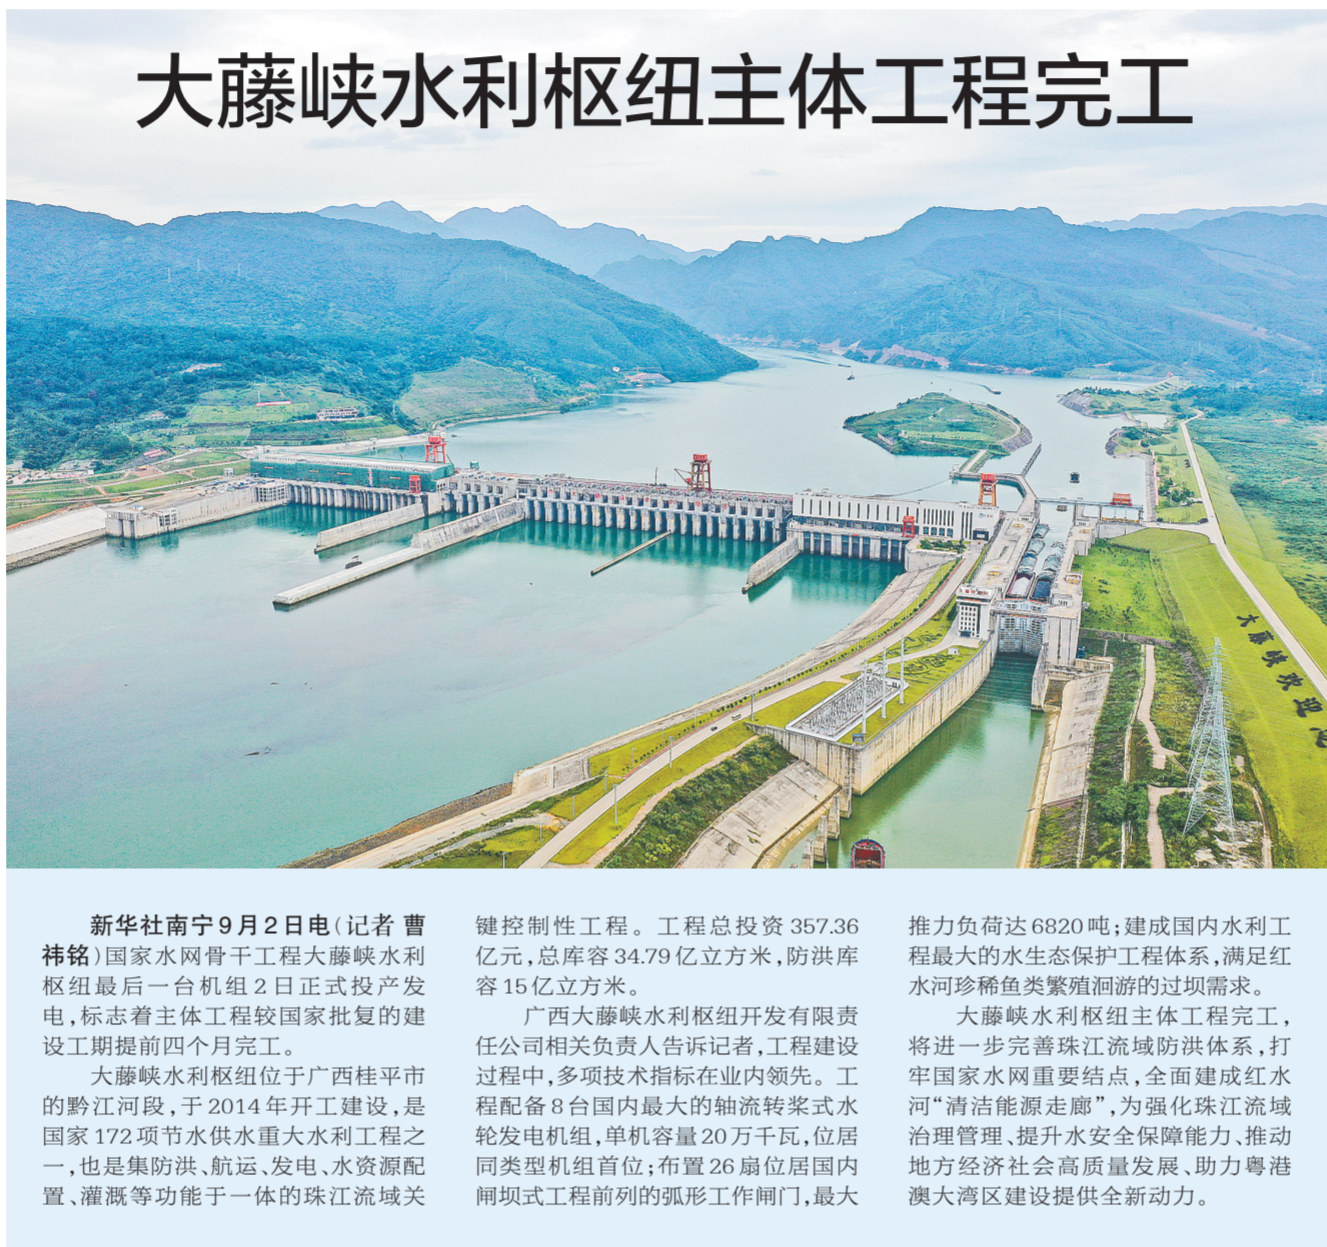 大藤峡水利枢纽主体工程完工
大藤峡欢迎您
新华社南宁9月2日电(记者 曹
祎铭)国家水网骨干工程大藤峡水利
枢纽最后一台机组2日正式投产发
电,标志着主体工程较国家批复的建
设工期提前四个月完工。
大藤峡水利枢纽位于广西桂平市
的黔江河段,于2014年开工建设,是
国家172项节水供水重大水利工程之
一,也是集防洪、航运、发电、水资源配
置、灌溉等功能于一体的珠江流域关
键控制性工程。工程总投资357.36
亿元,总库容34.79亿立方米,防洪库
容15亿立方米。
广西大藤峡水利枢纽开发有限责
任公司相关负责人告诉记者,工程建设
过程中,多项技术指标在业内领先。工
程配备8台国内最大的轴流转桨式水
轮发电机组,单机容量20万千瓦,位居
同类型机组首位;布置26扇位居国内
闸坝式工程前列的弧形工作闸门,最大
推力负荷达6820吨;建成国内水利工
程最大的水生态保护工程体系,满足红
水河珍稀鱼类繁殖洄游的过坝需求。
大藤峡水利枢纽主体工程完工,
将进一步完善珠江流域防洪体系,打
牢国家水网重要结点,全面建成红水
河“清洁能源走廊”,为强化珠江流域
治理管理、提升水安全保障能力、推动
地方经济社会高质量发展、助力粤港
澳大湾区建设提供全新动力。